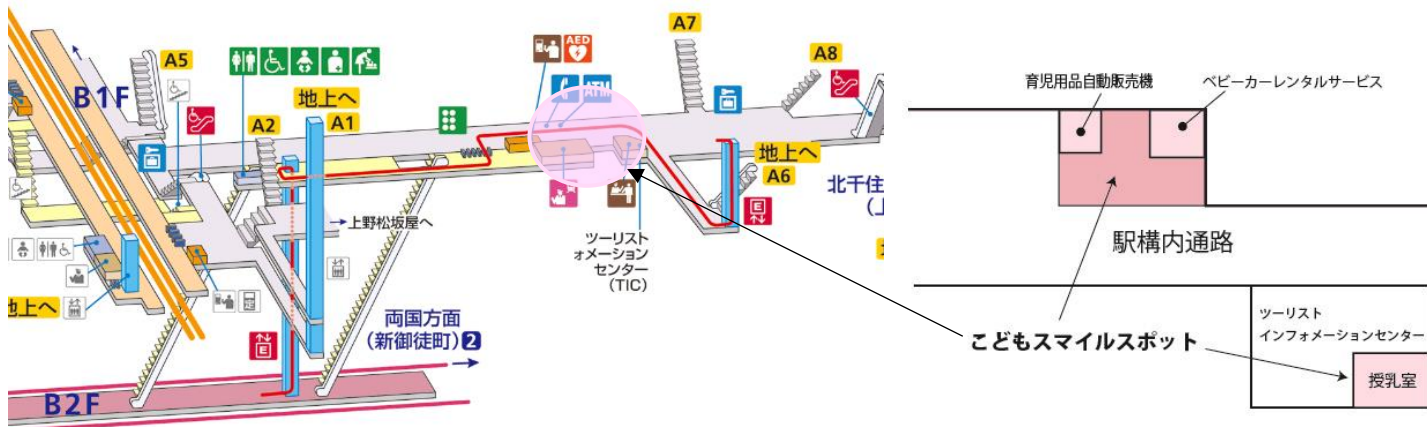 B1F
A5
地上へ
A1
A2
AED
ATM
A7
A8
地上へ
A6
北千住
(上
上野松坂屋へ
ツーリスト
ォメーション
センター
(TIC)
地上へ
E
E
両国方面
(新御徒町)2
B2F
育児用品自動販売機
ベビーカーレンタルサービス
駅構内通路
こどもスマイルスポット
ツーリスト
インフォメーションセンター
授乳室